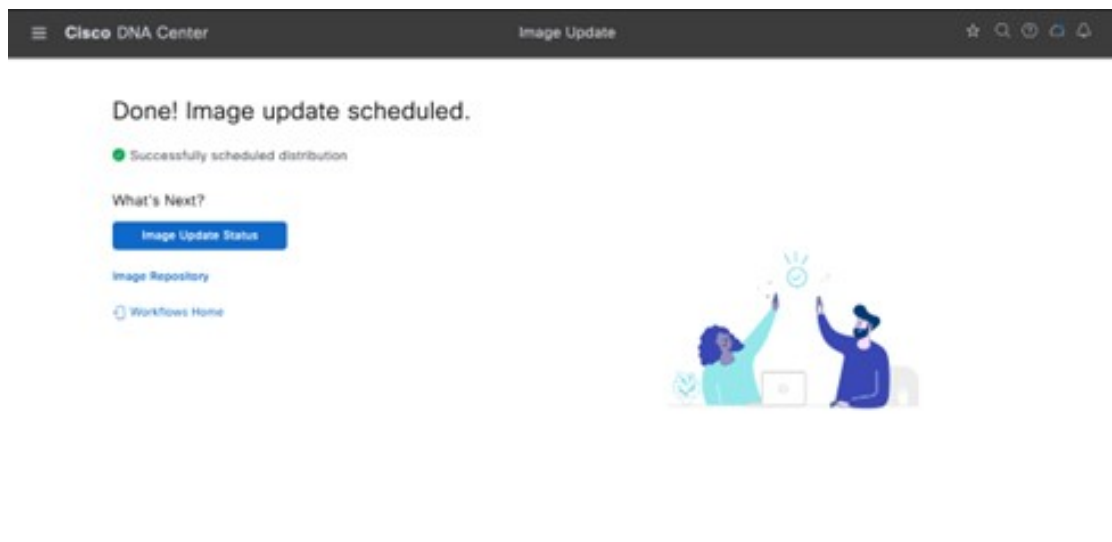 Cisco DNA Center
Image Update
Done! Image update scheduled.
Successfully scheduled distribution
What's Next?
Image Update Status
Image Repository
Workflows Home